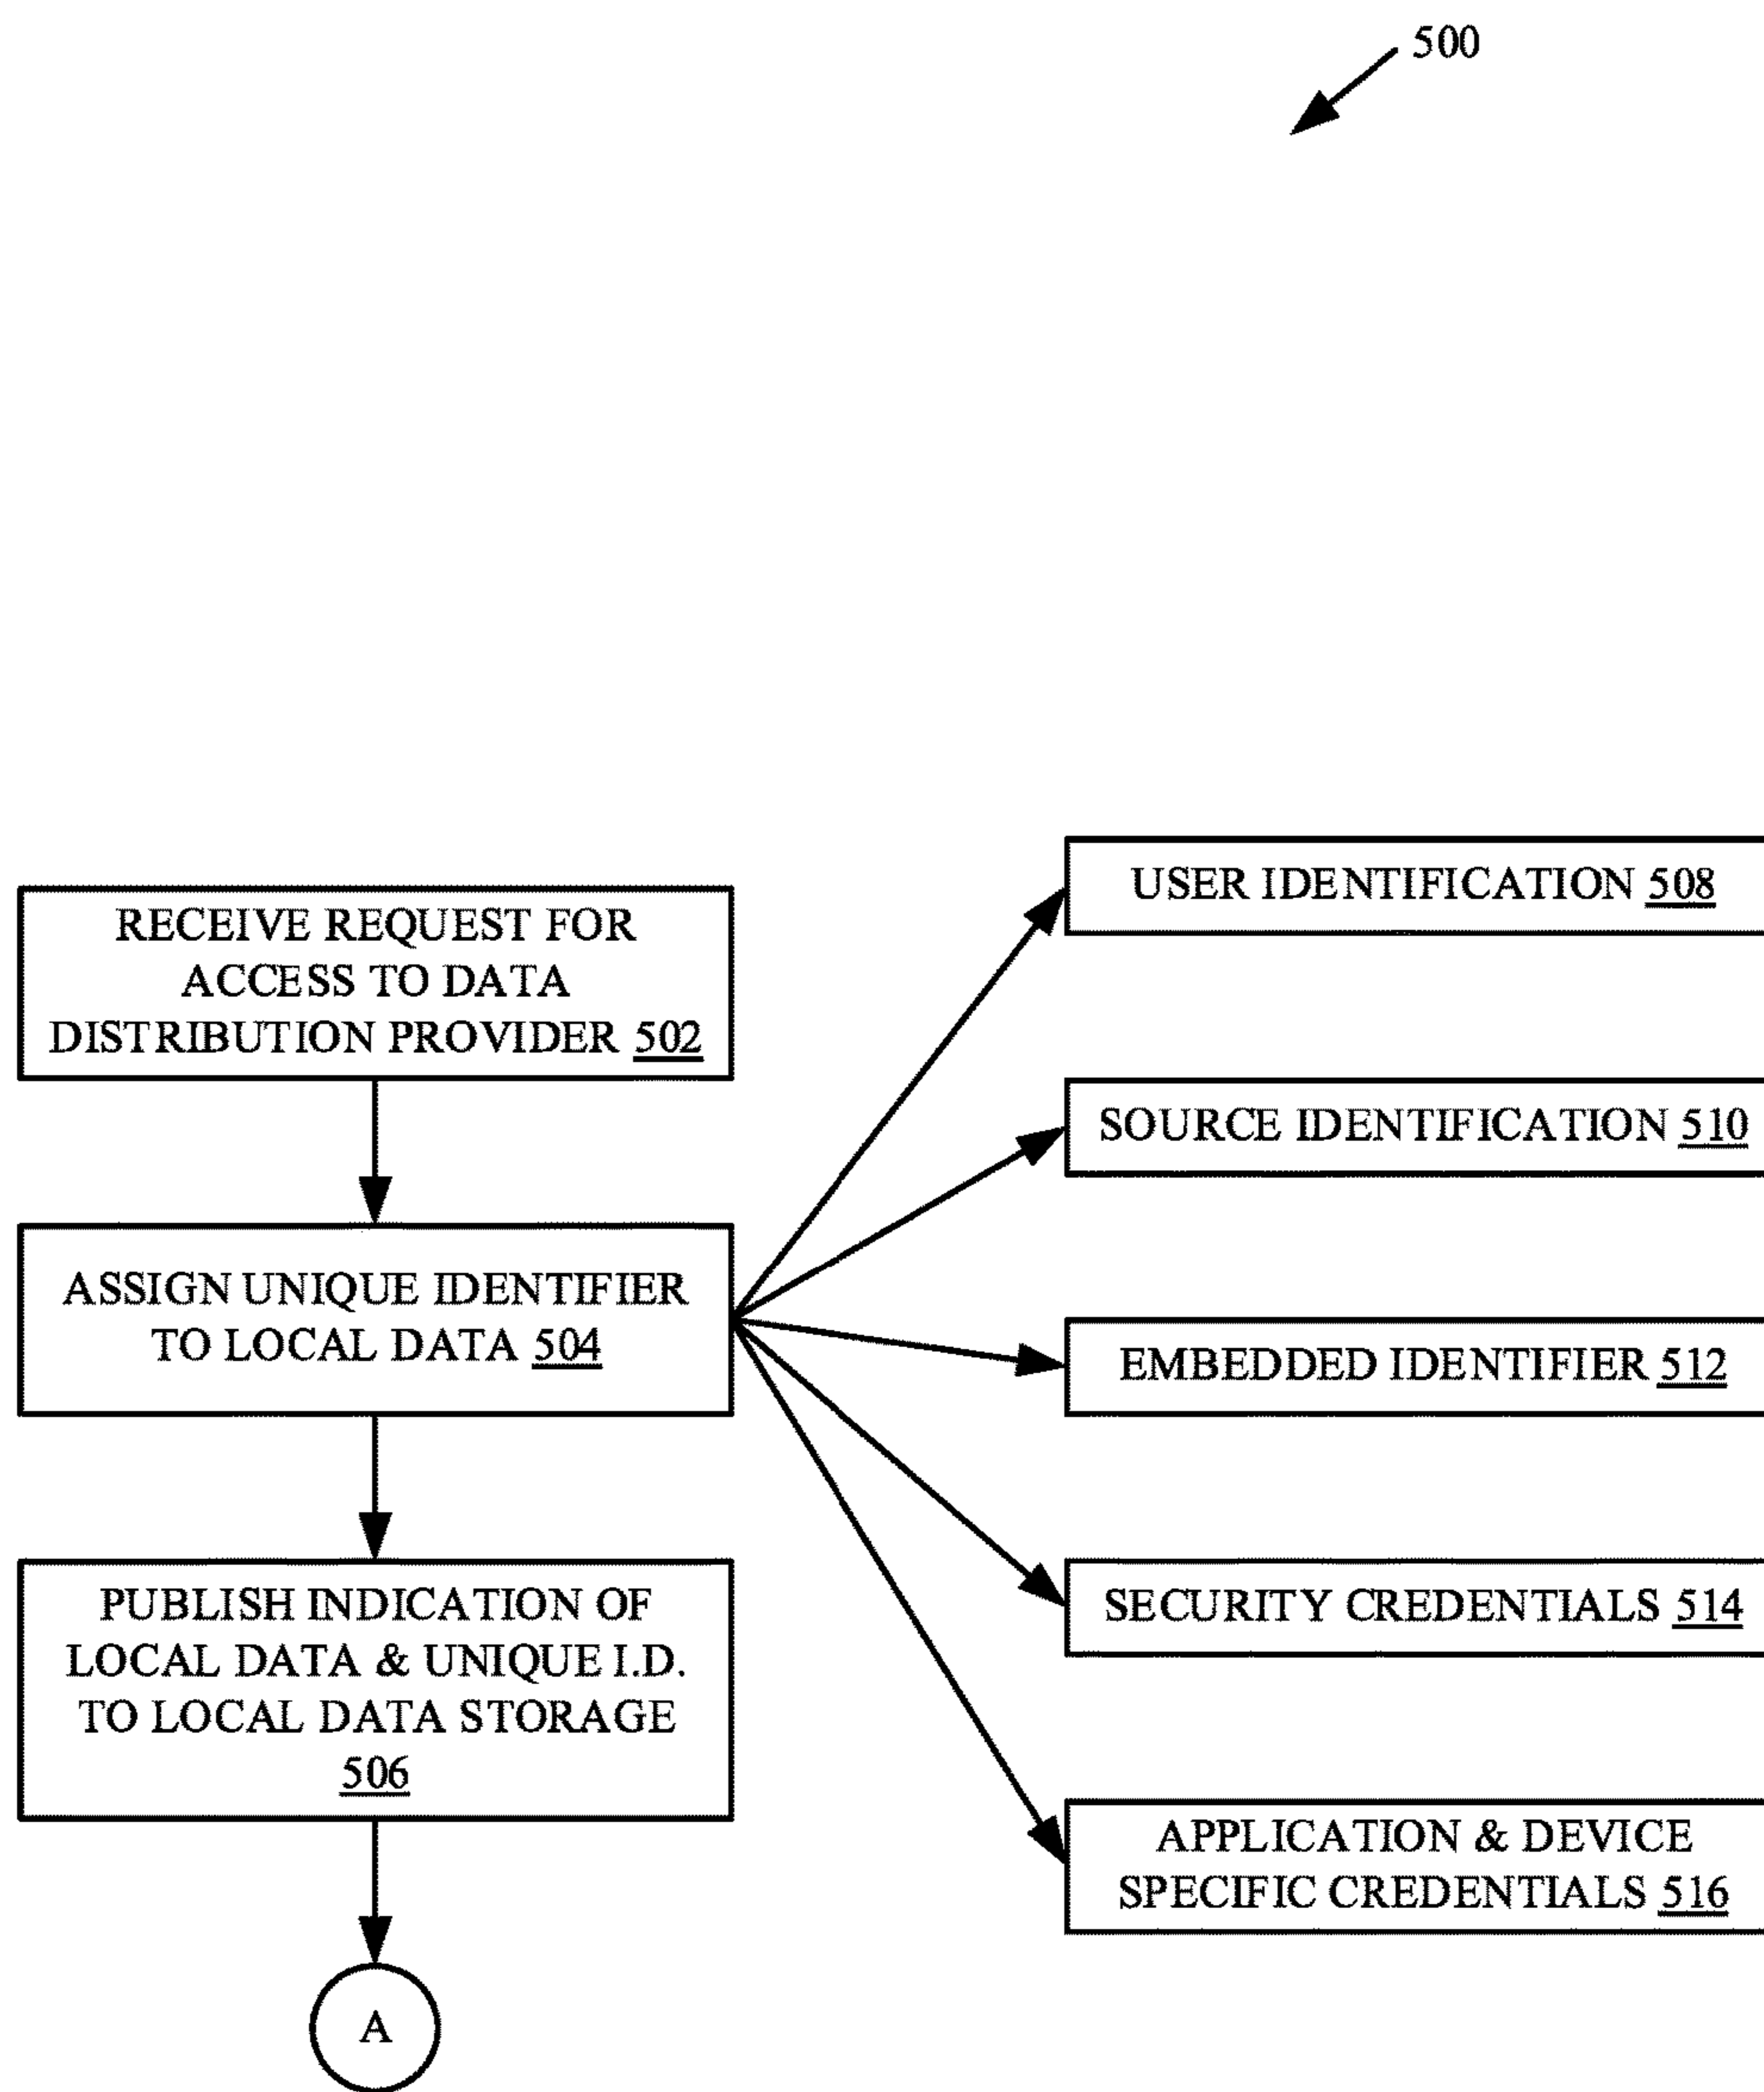 500
RECEIVE REQUEST FOR
ACCESS TO DATA
DISTRIBUTION PROVIDER 502
ASSIGN UNIQUE IDENTIFIER
TO LOCAL DATA 504
PUBLISH INDICATION OF
LOCAL DATA & UNIQUE I.D.
TO LOCAL DATA STORAGE
506
A
USER IDENTIFICATION 508
SOURCE IDENTIFICATION 510
EMBEDDED IDENTIFIER 512
SECURITY CREDENTIALS 514
APPLICATION & DEVICE
SPECIFIC CREDENTIALS 516